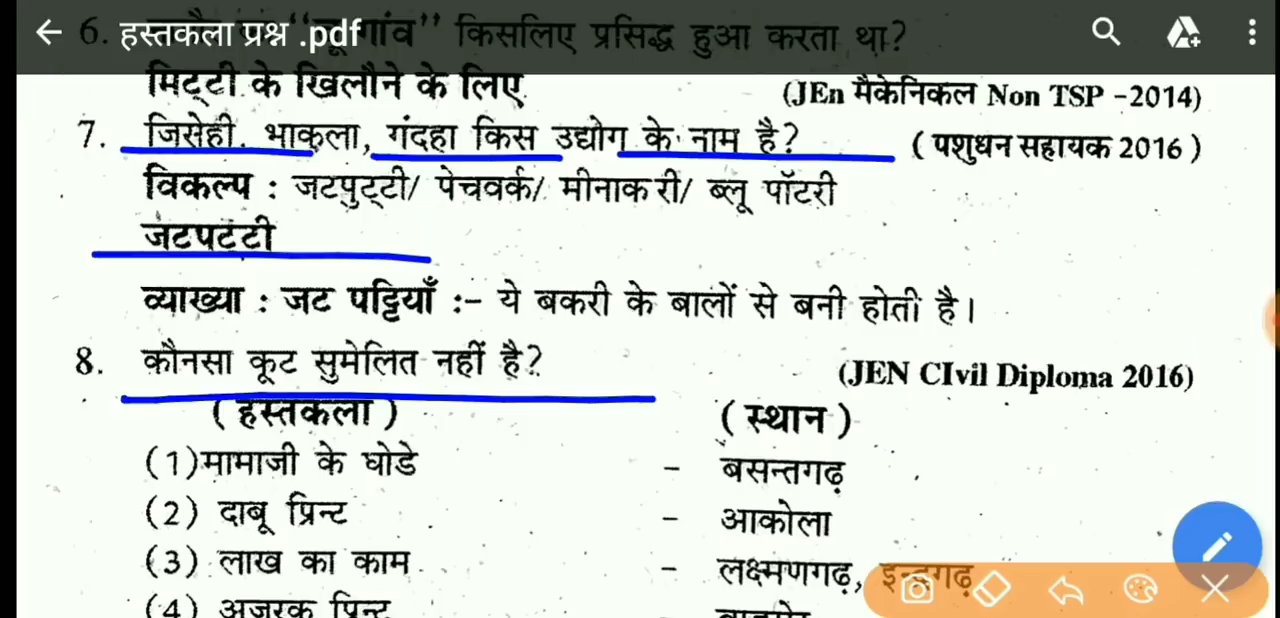 हस्तकला प्रश्न .pdf
6. गांव” किसलिए प्रसिद्ध हुआ करता था?
मिट्टी के खिलौने के लिए
(JEn मैकेनिकल Non TSP -2014)
7. जिसेही. भाकला, गंदहा किस उद्योग के नाम है? ( पशुधन सहायक 2016 )
विकल्प : जटपुट्टी/ पेचवर्क/ मीनाकरी/ ब्लू पॉटरी
जटपटटी
व्याख्या : जट पट्टियाँ :- ये बकरी के बालों से बनी होती है।
8. कौनसा कूट सुमेलित नहीं है? (JEN CIvil Diploma 2016)
( हस्तकला ) ( स्थान )
(1)मामाजी के घोडे - बसन्तगढ़
(2) दाबू प्रिन्ट - आकोला
(3) लाख का काम - लक्ष्मणगढ़, इन्द्रगढ़
(4) अजरक प्रिन्ट